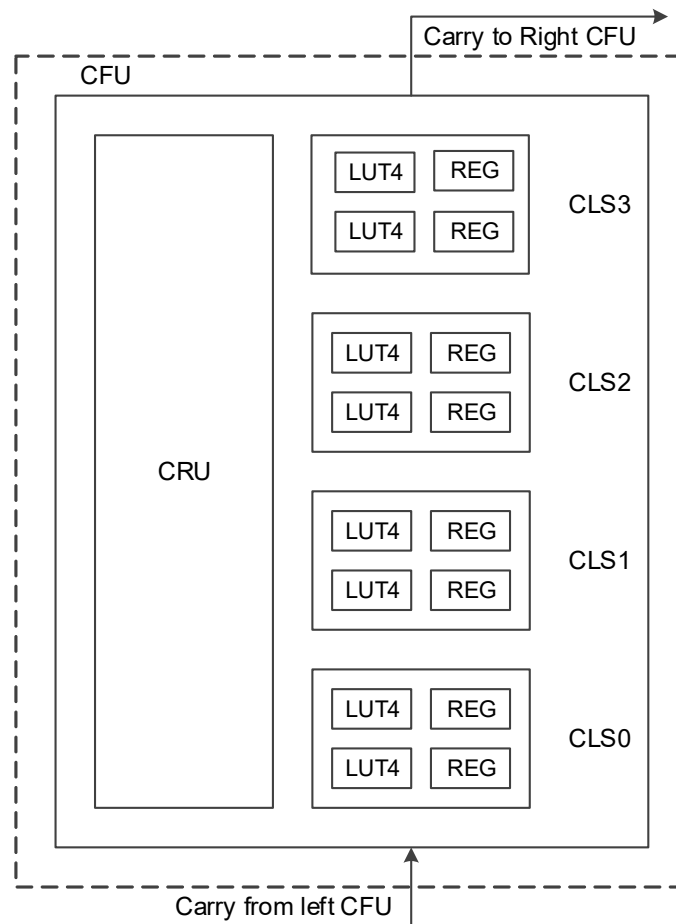 Carry to Right CFU
CFU
CRU
LUT4 REG
LUT4 REG
CLS3
LUT4 REG
LUT4 REG
CLS2
LUT4 REG
LUT4 REG
CLS1
LUT4 REG
LUT4 REG
CLS0
Carry from left CFU